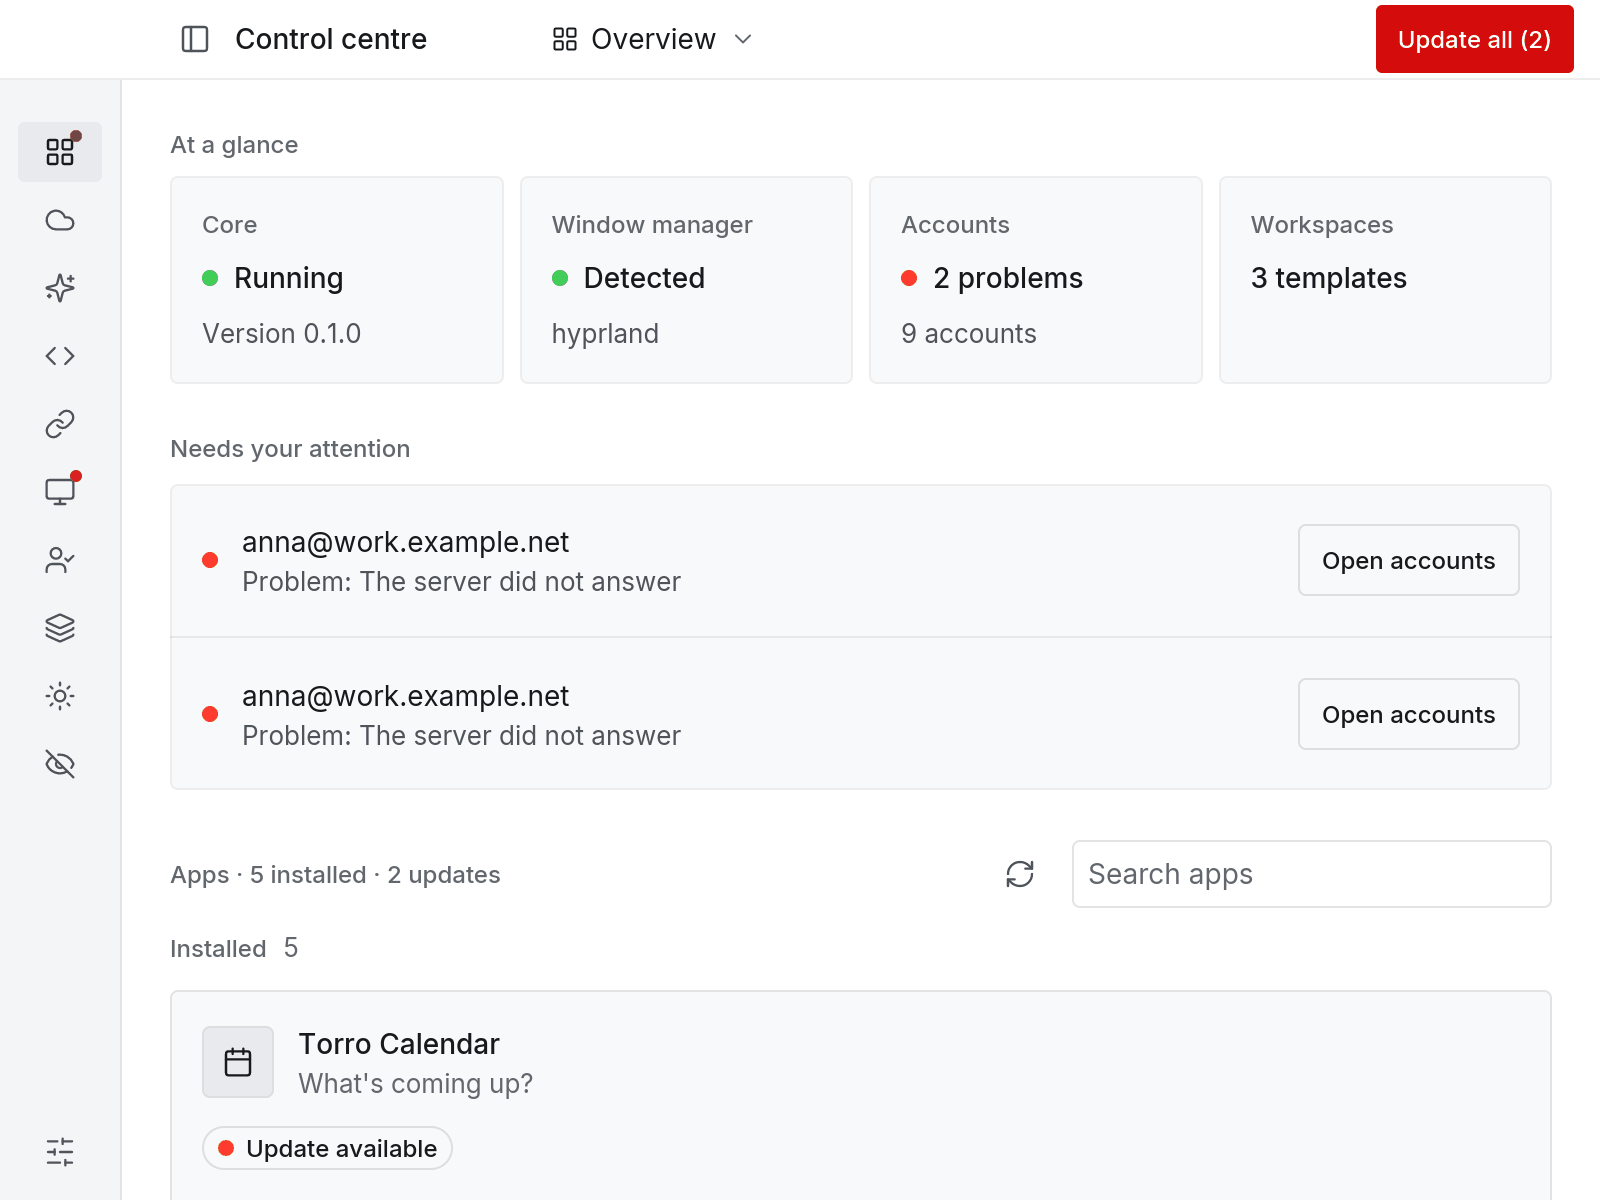 Control centre
Overview
Update all (2)
At a glance
Core
Running
Version 0.1.0
Window manager
Detected
hyprland
Accounts
2 problems
9 accounts
Workspaces
3 templates
Needs your attention
anna@work.example.net
Problem: The server did not answer
Open accounts
anna@work.example.net
Problem: The server did not answer
Open accounts
Apps · 5 installed · 2 updates
Search apps
Installed 5
Torro Calendar
What's coming up?
Update available